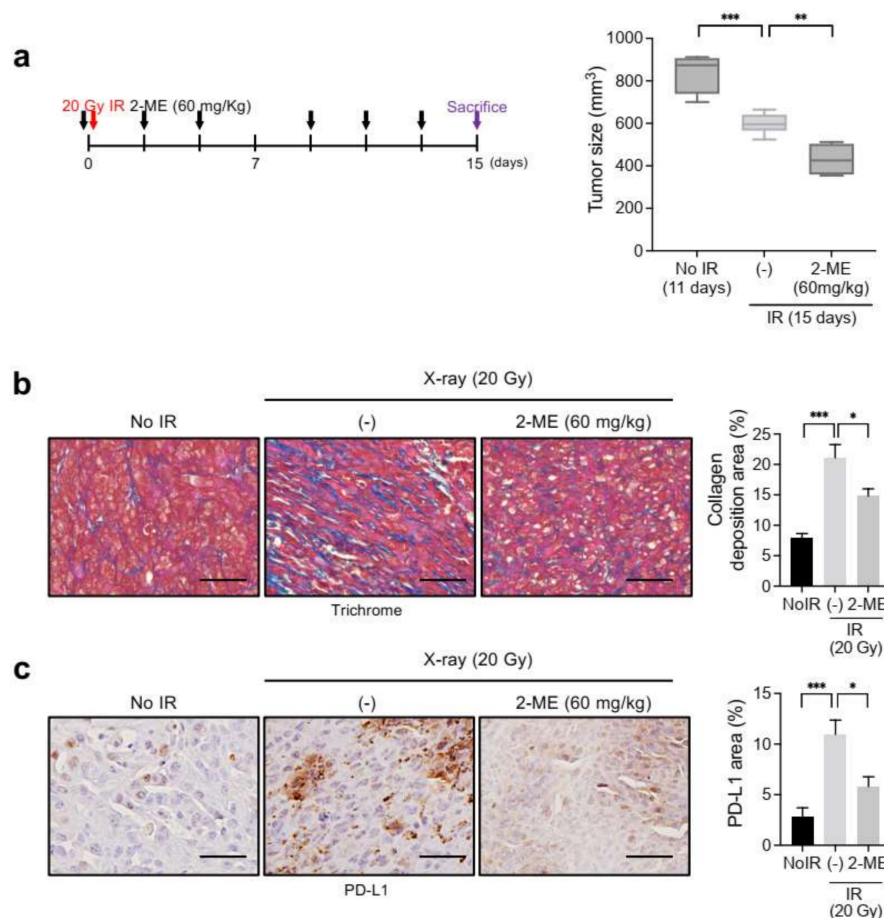 a
20 Gy IR 2-ME (60 mg/Kg)
Sacrifice
0
7
15 (days)
Tumor size (mm3)
1000
800
600
400
200
0
***
**
No IR
(11 days)
(-)
2-ME
(60mg/kg)
IR (15 days)
b
X-ray (20 Gy)
No IR
(-)
2-ME (60 mg/kg)
Trichrome
Collagen
deposition area (%)
25
20
15
10
5
0
***
*
NoIR (-) 2-ME
IR
(20 Gy)
c
X-ray (20 Gy)
No IR
(-)
2-ME (60 mg/kg)
PD-L1
PD-L1 area (%)
15
10
5
0
***
*
NoIR (-) 2-ME
IR
(20 Gy)